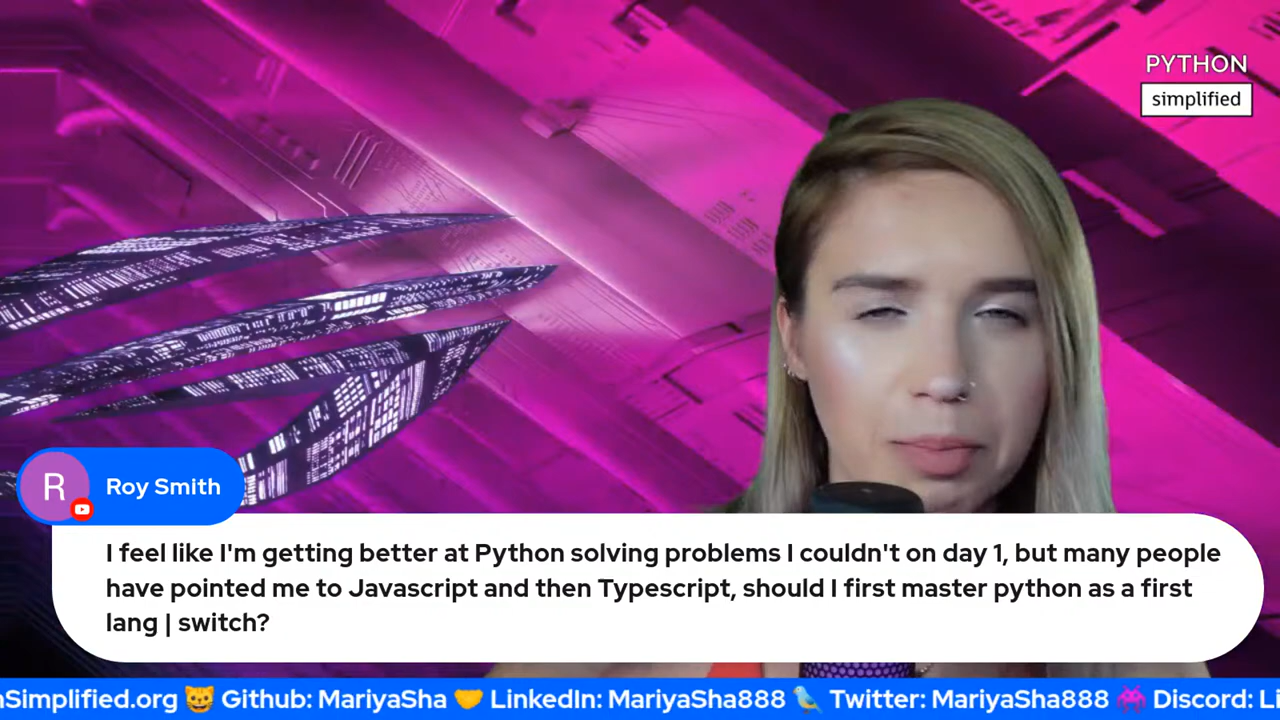 PYTHON
simplified
R
Roy Smith
I feel like I'm getting better at Python solving problems I couldn't on day 1, but many people
have pointed me to Javascript and then Typescript, should I first master python as a first
lang | switch?
nSimplified.org 😺 Github: MariyaSha 🤝 LinkedIn: MariyaSha888 🐦 Twitter: MariyaSha888 👾 Discord: Li